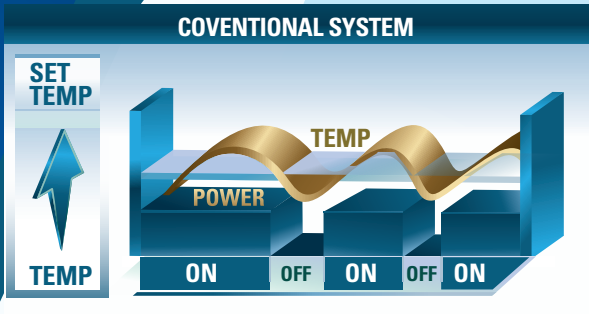 COVENTIONAL SYSTEM
SET
TEMP
TEMP
POWER
TEMP
ON
OFF
ON
OFF
ON